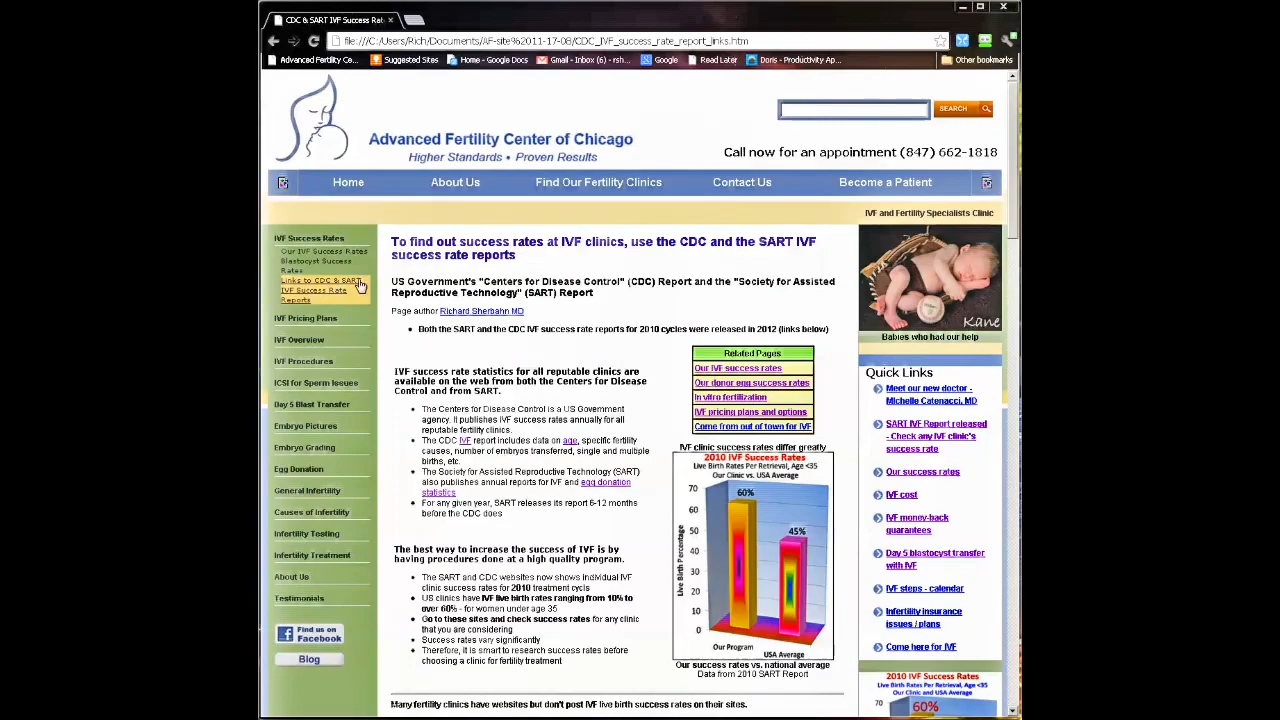 CDC & SART IVF Success Rat
file:///C:/Users/Rich/Documents/AF-site%2011-17-08/CDC_IVF_success_rate_report_links.htm
Advanced Fertility Ce... Suggested Sites Home - Google Docs Gmail - Inbox (6) - rsh... Google Read Later Doris - Productivity Ap... Other bookmarks
SEARCH
Advanced Fertility Center of Chicago
Higher Standards • Proven Results
Call now for an appointment (847) 662-1818
Home About Us Find Our Fertility Clinics Contact Us Become a Patient
IVF and Fertility Specialists Clinic
IVF Success Rates
Our IVF Success Rates
Blastocyst Success
Rates
Links to CDC & SART
IVF Success Rate
Reports
IVF Pricing Plans
IVF Overview
IVF Procedures
ICSI for Sperm Issues
Day 5 Blast Transfer
Embryo Pictures
Embryo Grading
Egg Donation
General Infertility
Causes of Infertility
Infertility Testing
Infertility Treatment
About Us
Testimonials
Find us on
Facebook
Blog
To find out success rates at IVF clinics, use the CDC and the SART IVF
success rate reports
US Government's "Centers for Disease Control" (CDC) Report and the "Society for Assisted
Reproductive Technology" (SART) Report
Page author Richard Sherbahn MD
• Both the SART and the CDC IVF success rate reports for 2010 cycles were released in 2012 (links below)
IVF success rate statistics for all reputable clinics are
available on the web from both the Centers for Disease
Control and from SART.
• The Centers for Disease Control is a US Government
agency. It publishes IVF success rates annually for all
reputable fertility clinics.
• The CDC IVF report includes data on age, specific fertility
causes, number of embryos transferred, single and multiple
births, etc.
• The Society for Assisted Reproductive Technology (SART)
also publishes annual reports for IVF and egg donation
statistics
• For any given year, SART releases its report 6-12 months
before the CDC does
The best way to increase the success of IVF is by
having procedures done at a high quality program.
• The SART and CDC websites now shows individual IVF
clinic success rates for 2010 treatment cycls
• US clinics have IVF live birth rates ranging from 10% to
over 60% - for women under age 35
• Go to these sites and check success rates for any clinic
that you are considering
• Success rates vary significantly
• Therefore, it is smart to research success rates before
choosing a clinic for fertility treatment
Related Pages
Our IVF success rates
Our donor egg success rates
In vitro fertilization
IVF pricing plans and options
Come from out of town for IVF
IVF clinic success rates differ greatly
2010 IVF Success Rates
Live Birth Rates Per Retrieval, Age <35
Our Clinic vs. USA Average
Live Birth Percentage
70
60
50
40
30
20
10
0
60%
45%
Our Program
USA Average
Our success rates vs. national average
Data from 2010 SART Report
Many fertility clinics have websites but don't post IVF live birth success rates on their sites.
Kane
Babies who had our help
Quick Links
Meet our new doctor -
Michelle Catenacci, MD
SART IVF Report released
- Check any IVF clinic's
success rate
Our success rates
IVF cost
IVF money-back
guarantees
Day 5 blastocyst transfer
with IVF
IVF steps - calendar
Infertility insurance
issues / plans
Come here for IVF
2010 IVF Success Rates
Live Birth Rates Per Retrieval, Age <35
Our Clinic and USA Average
70
60%